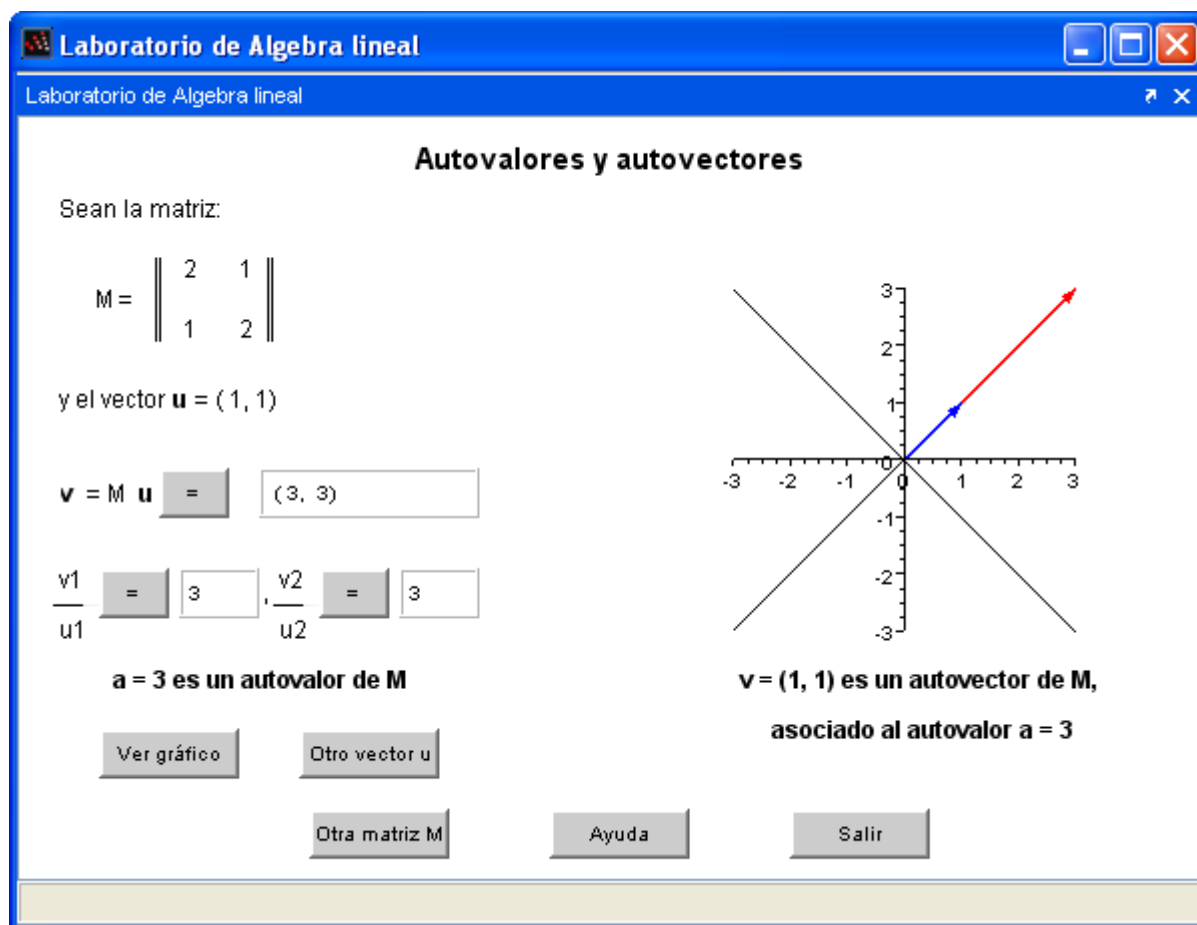 Laboratorio de Algebra lineal
Laboratorio de Algebra lineal
Autovalores y autovectores
Sean la matriz:
M = 2 1
1 2
y el vector u = ( 1, 1)
v = M u = (3, 3)
v1 = 3 , v2 = 3
u1 u2
a = 3 es un autovalor de M
Ver gráfico Otro vector u
3
2
1
0
-3 -2 -1 0 1 2 3
-1
-2
-3
v = (1, 1) es un autovector de M,
asociado al autovalor a = 3
Otra matriz M Ayuda Salir